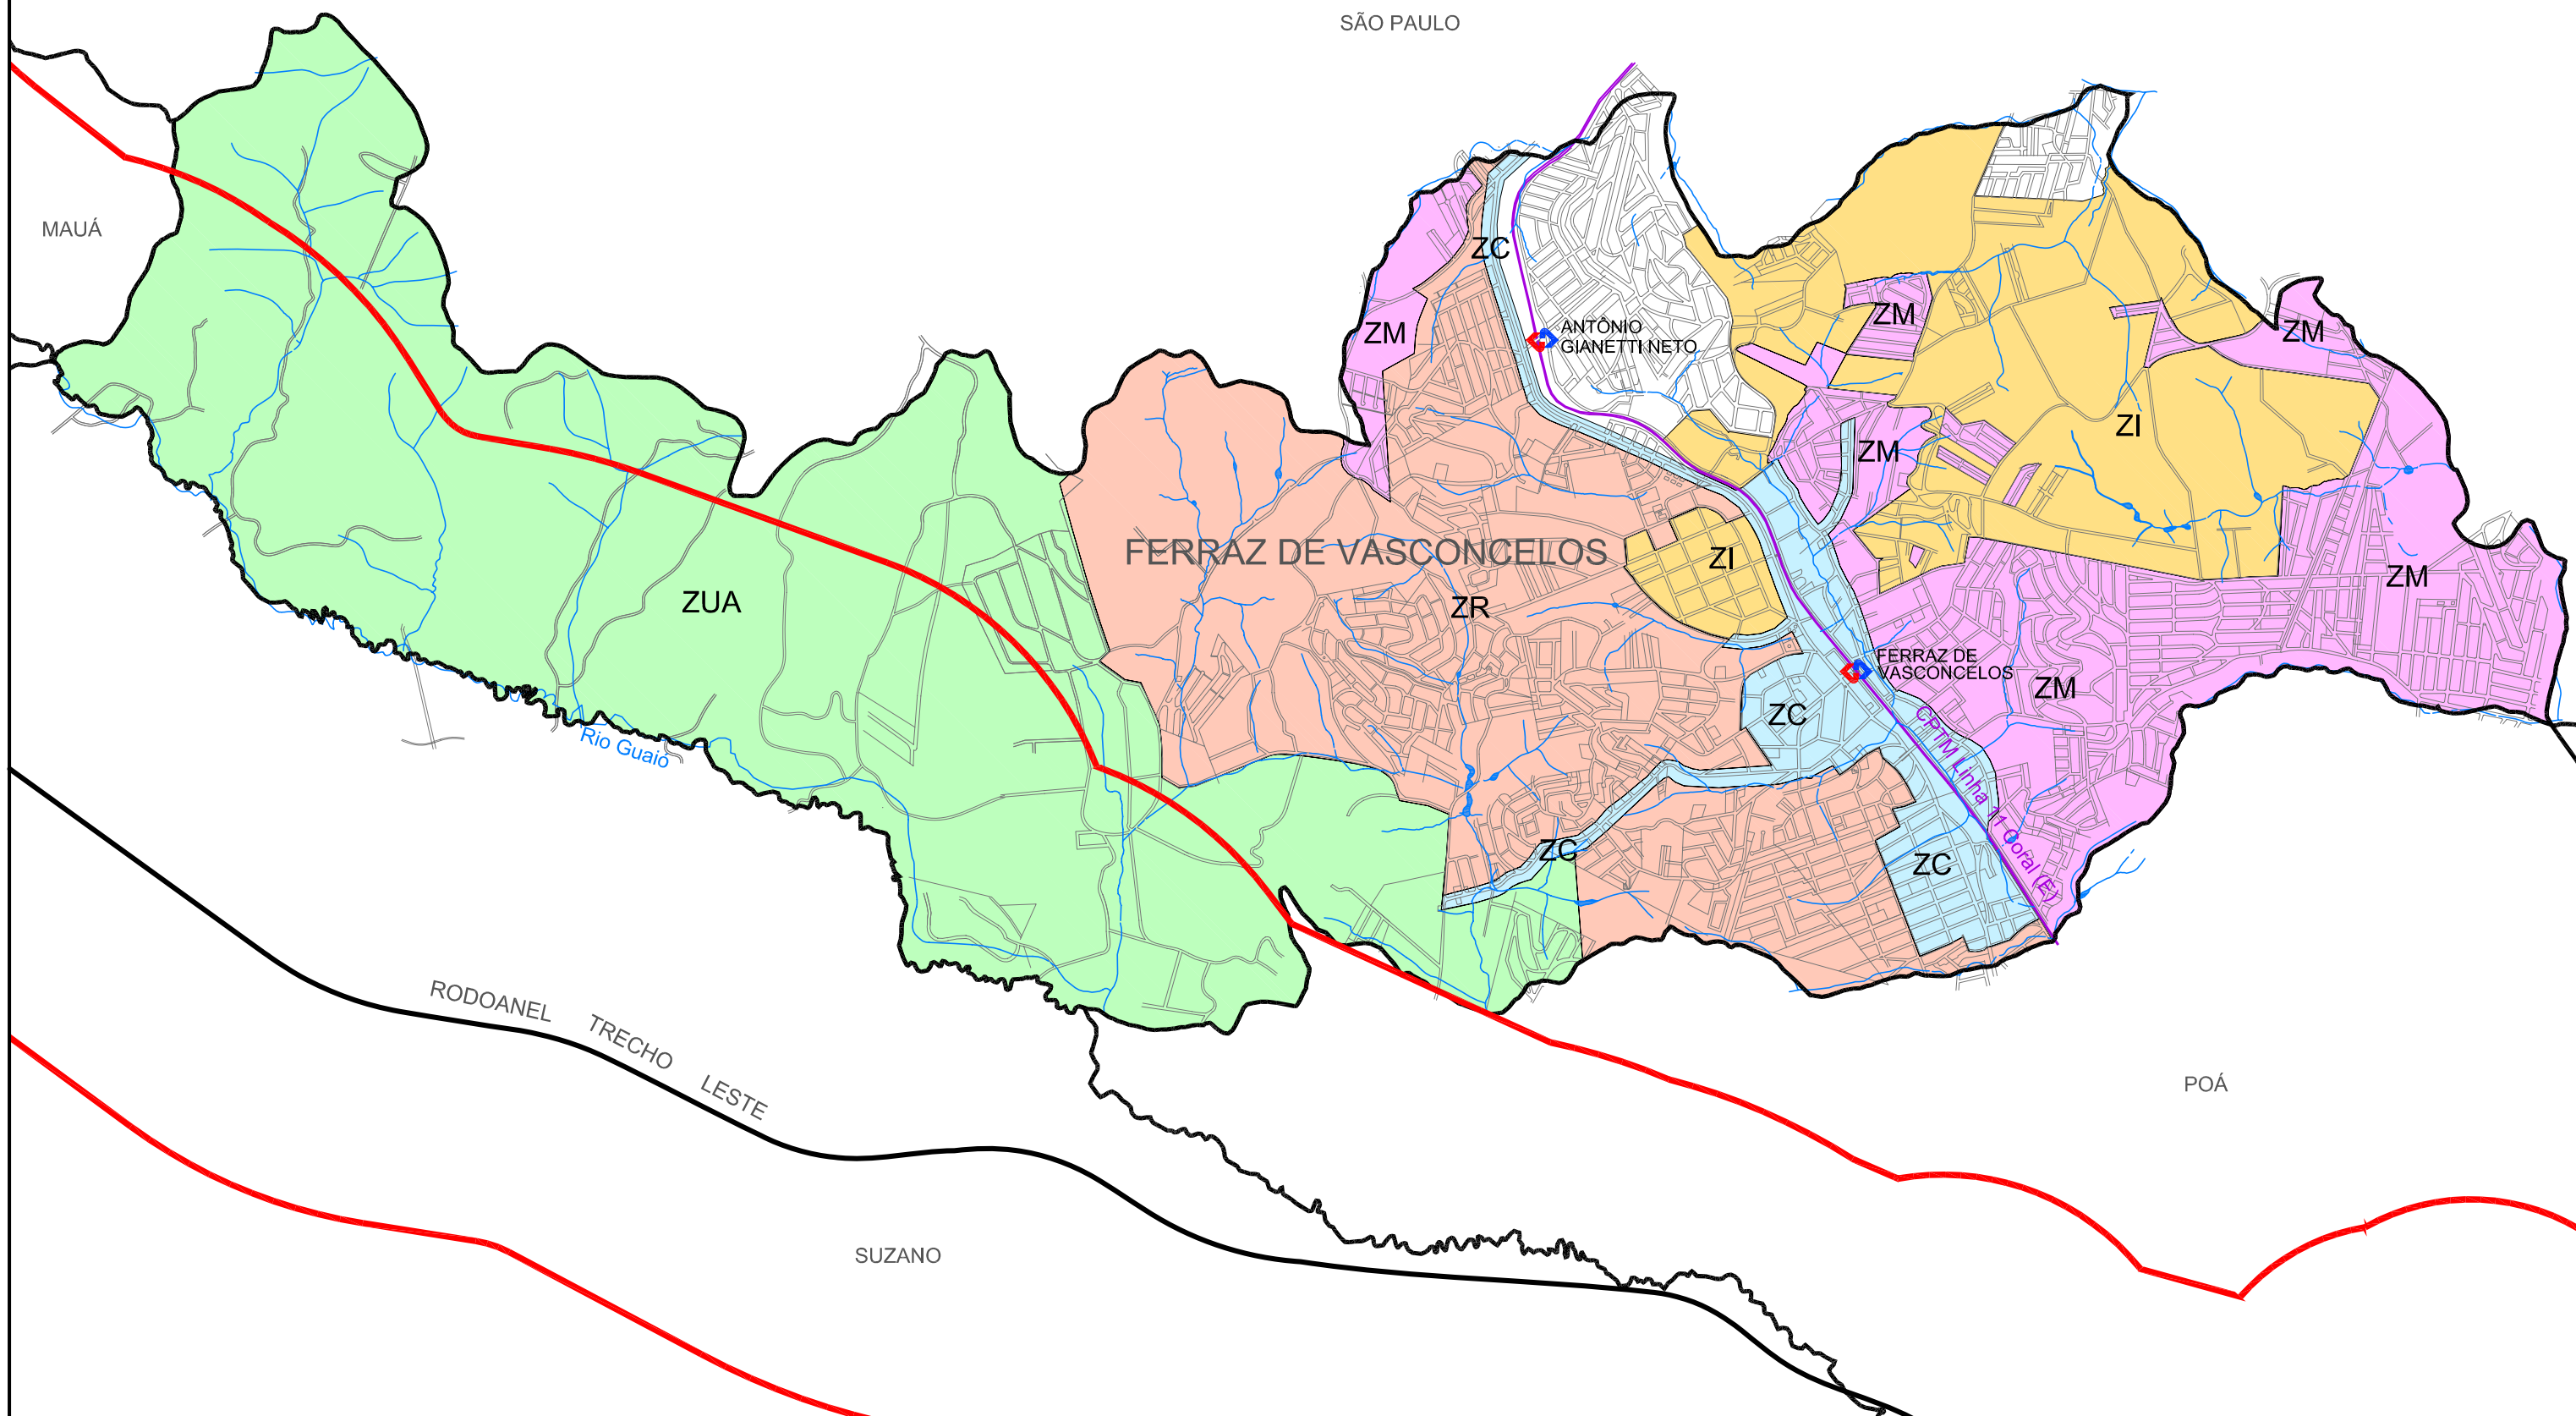 SÃO PAULO
MAUÁ
ZC
ZM
ANTÔNIO
GIANETTI NETO
ZM
ZM
ZI
ZM
FERRAZ DE VASCONCELOS
ZI
ZM
ZUA
ZR
FERRAZ DE
VASCONCELOS
ZM
ZC
Rio Guaió
CPTM Linha 11 Coral (E)
ZC
ZC
RODOANEL TRECHO LESTE
POÁ
SUZANO